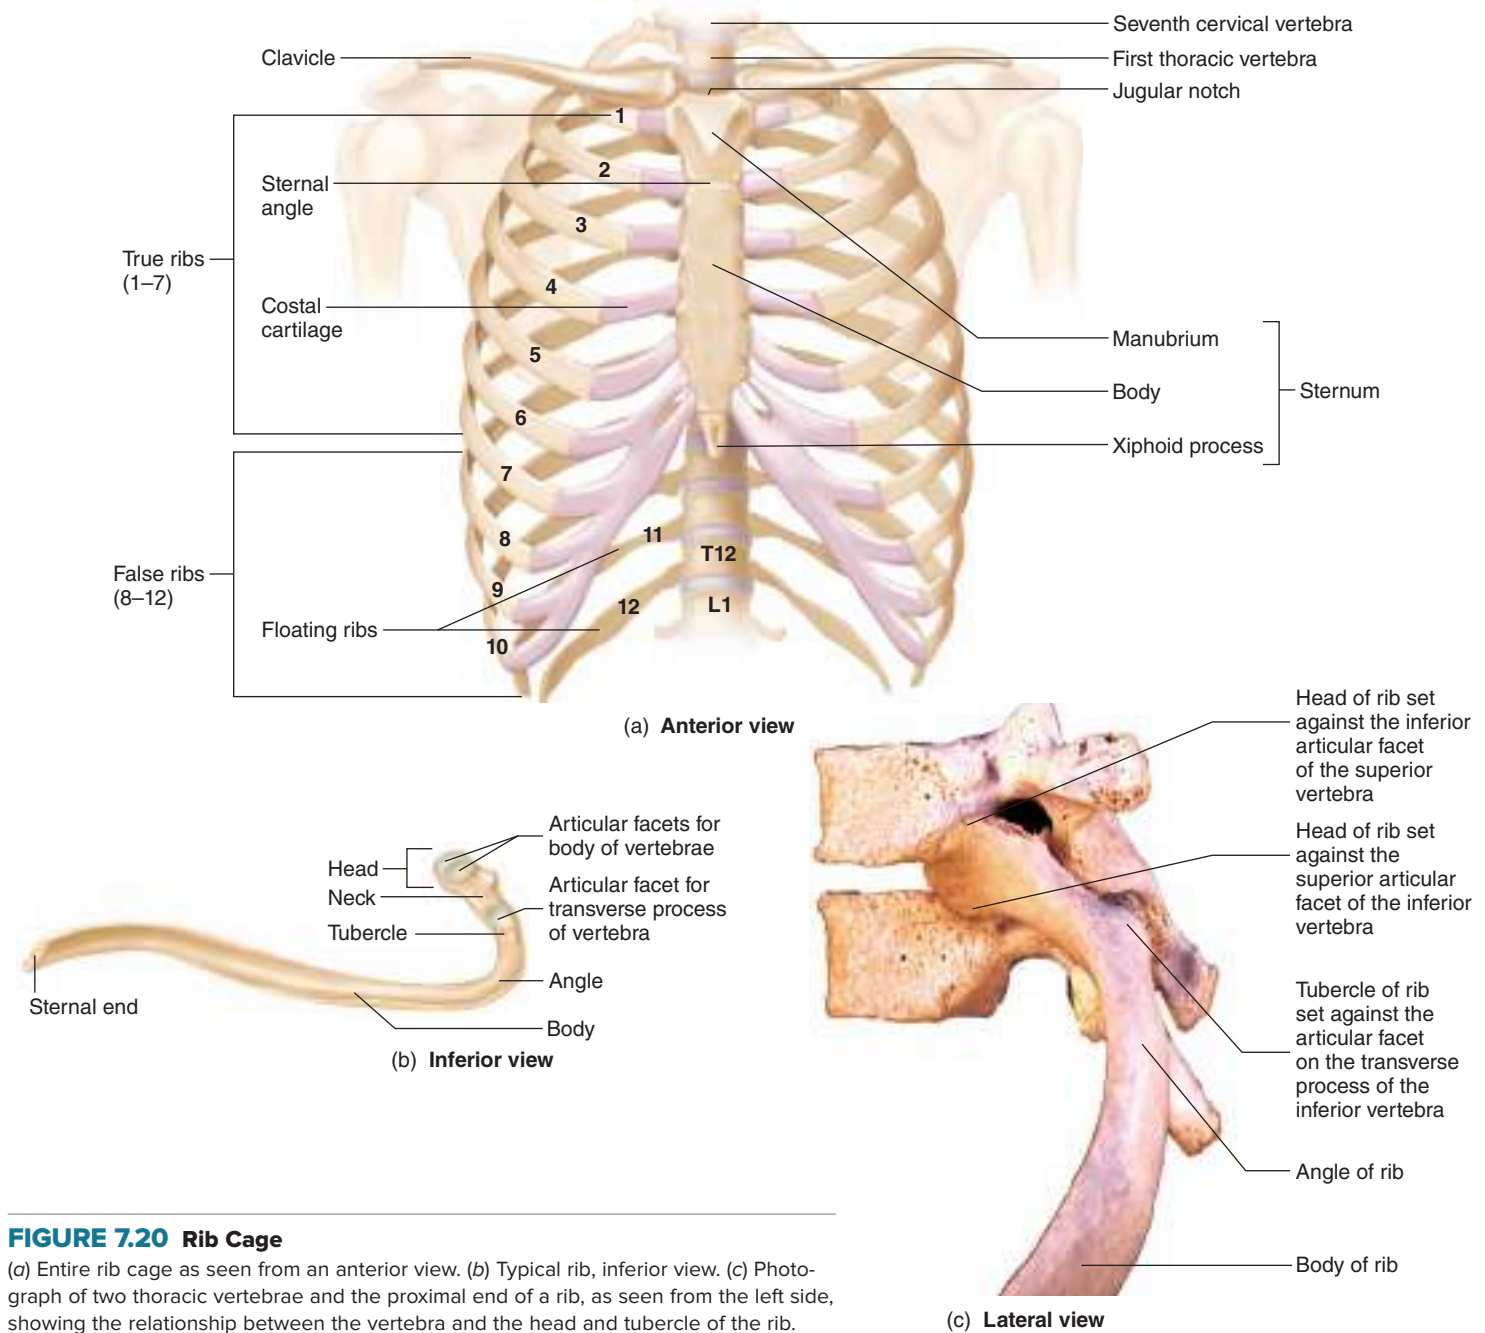 Seventh cervical vertebra
Clavicle
First thoracic vertebra
Jugular notch
1
2
Sternal
angle
3
True ribs
(1–7)
4
Costal
cartilage
Manubrium
5
Body
Sternum
6
Xiphoid process
7
8
11
T12
False ribs
(8–12)
9
12
L1
Floating ribs
10
(a) Anterior view
Head of rib set
against the inferior
articular facet
of the superior
vertebra
Head of rib set
against the
superior articular
facet of the inferior
vertebra
Tubercle of rib
set against the
articular facet
on the transverse
process of the
inferior vertebra
Angle of rib
Body of rib
(c) Lateral view
Articular facets for
body of vertebrae
Head
Neck
Articular facet for
transverse process
of vertebra
Tubercle
Angle
Sternal end
Body
(b) Inferior view
FIGURE 7.20 Rib Cage
(a) Entire rib cage as seen from an anterior view. (b) Typical rib, inferior view. (c) Photo-
graph of two thoracic vertebrae and the proximal end of a rib, as seen from the left side,
showing the relationship between the vertebra and the head and tubercle of the rib.